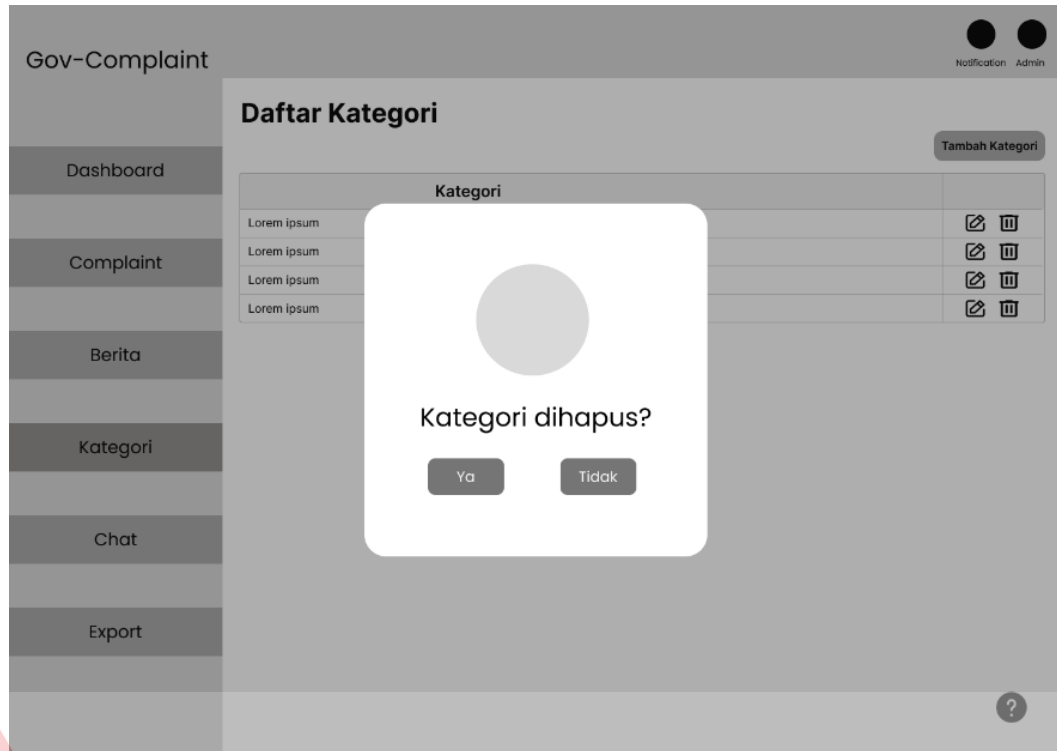 Gov-Complaint
Notification Admin
Daftar Kategori
Tambah Kategori
Dashboard
Kategori
Lorem ipsum
Lorem ipsum
Complaint
Lorem ipsum
Lorem ipsum
Berita
Kategori dihapus?
Kategori
Ya Tidak
Chat
Export
?